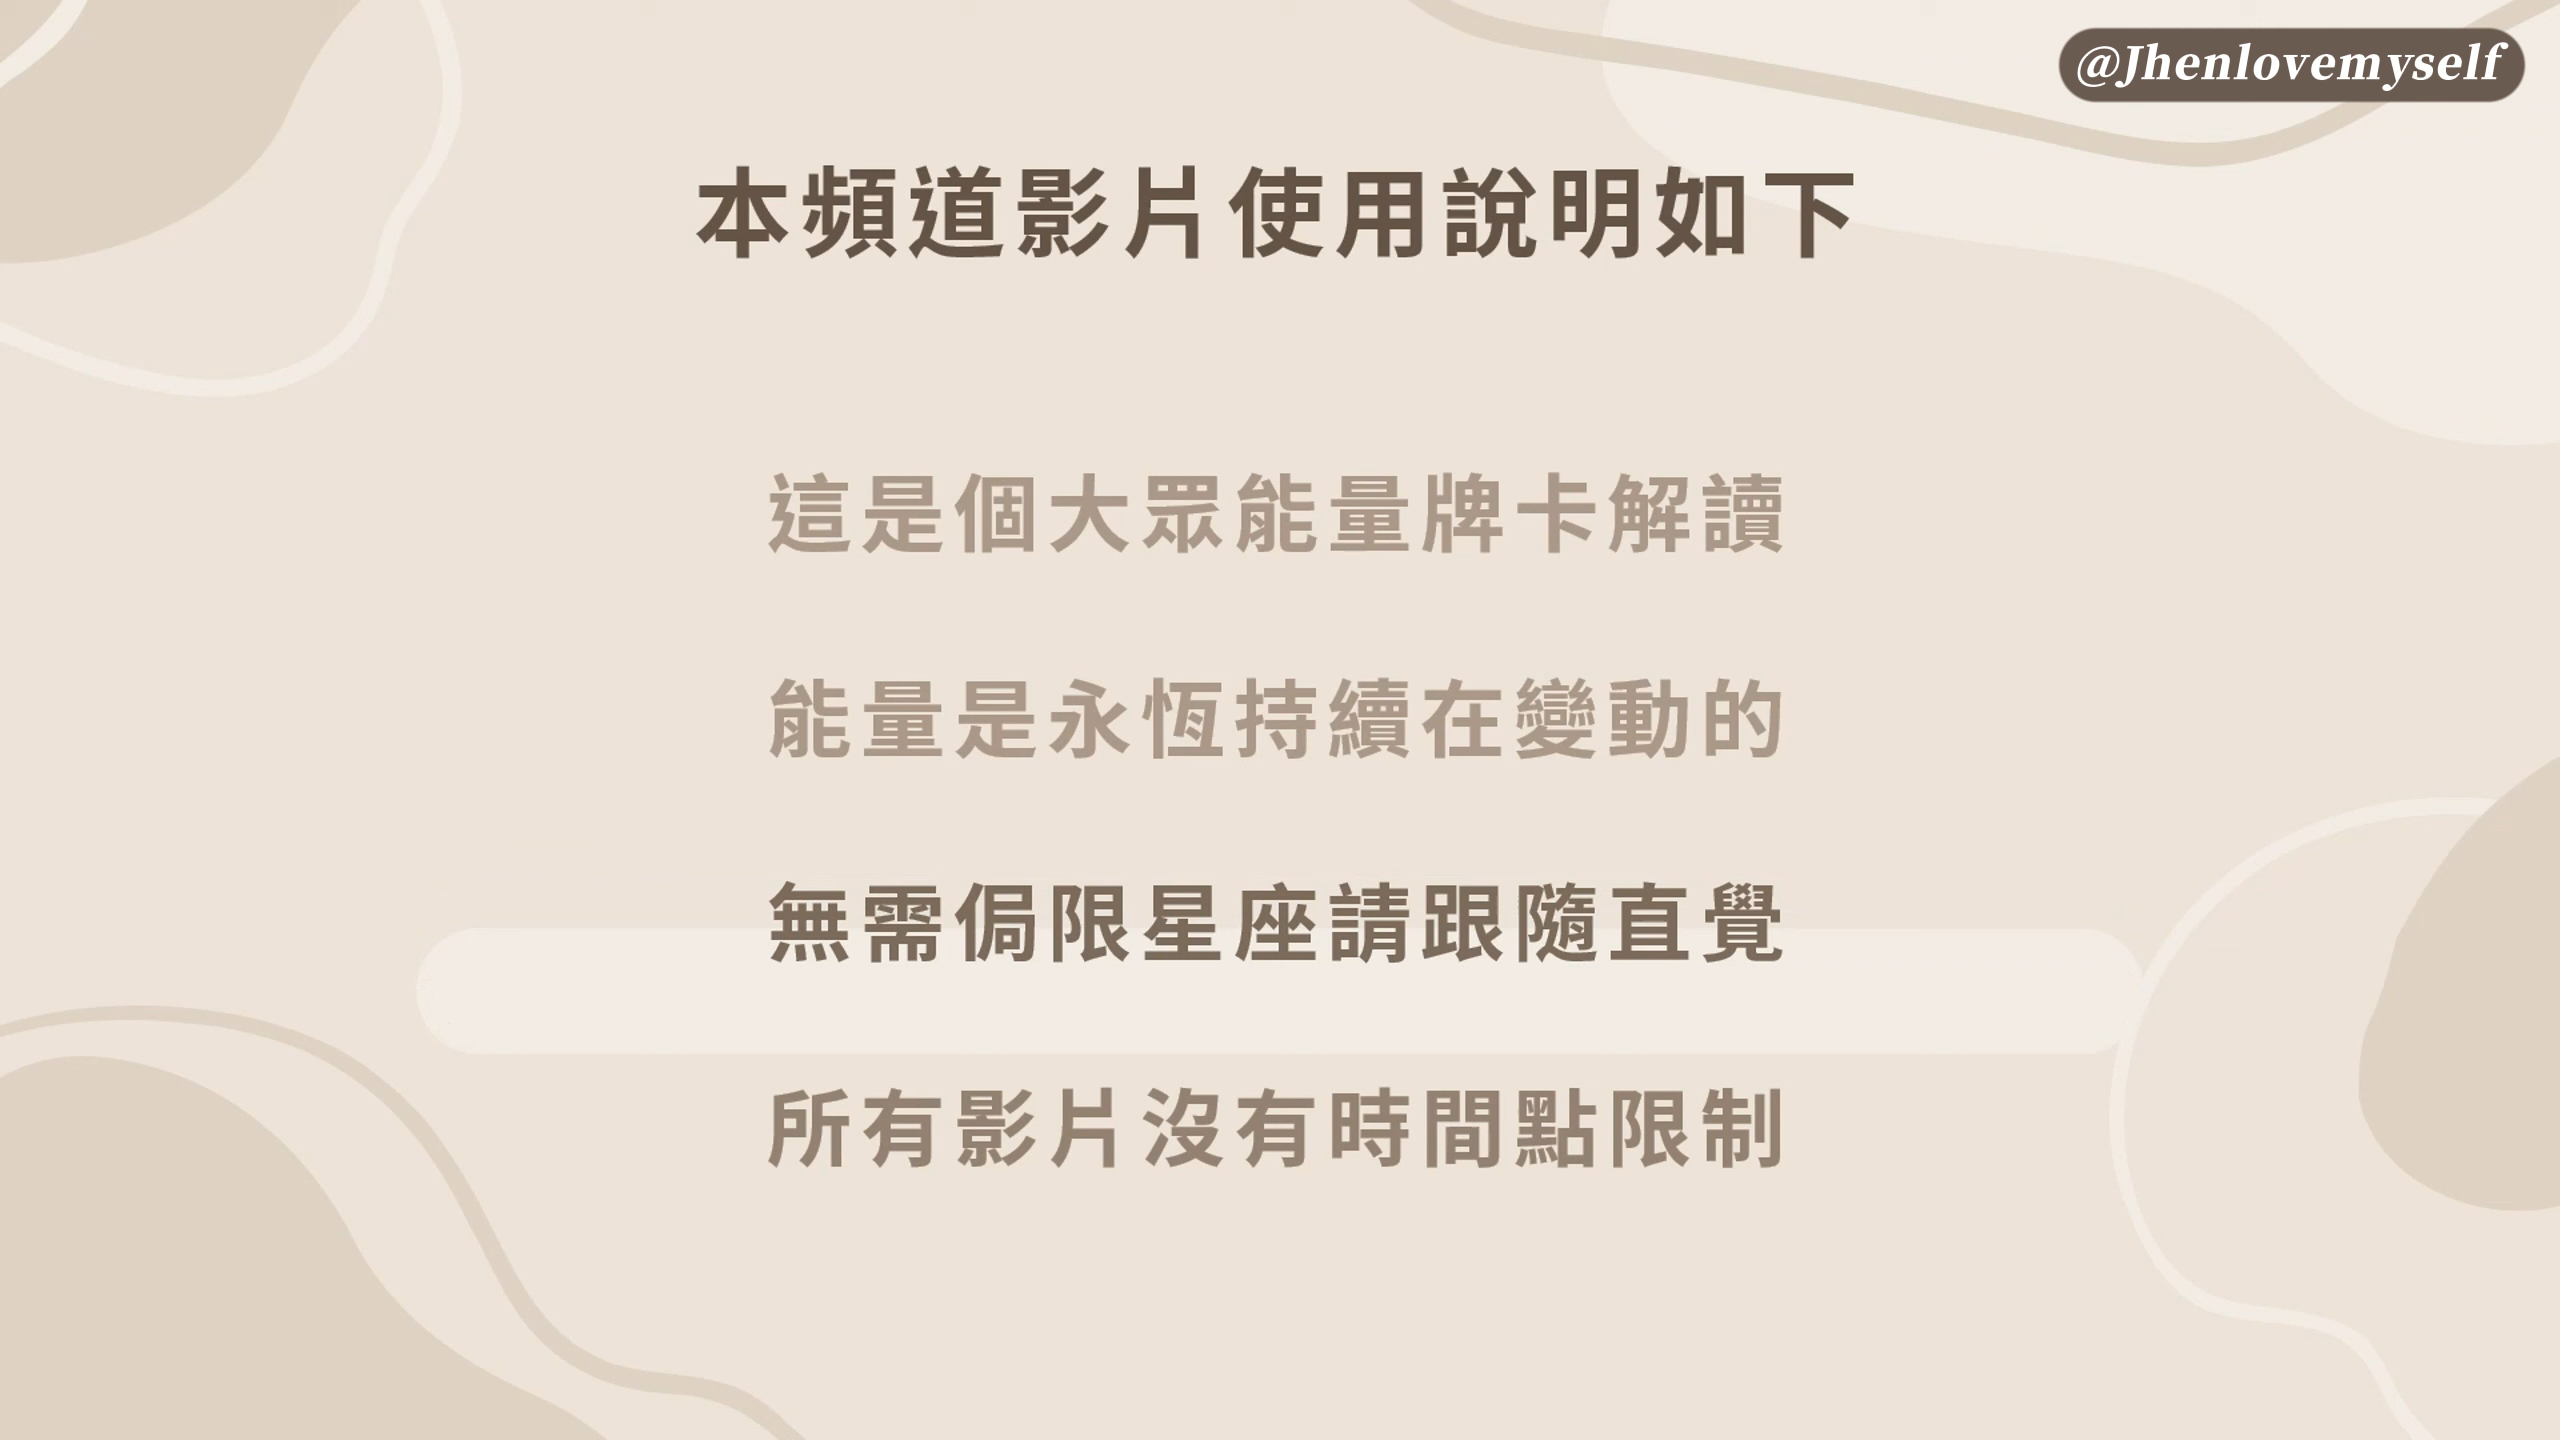 @Jhenlovemyself
本頻道影片使用說明如下
這是個大眾能量牌卡解讀
能量是永恆持續在變動的
無需侷限星座請跟隨直覺
所有影片沒有時間點限制